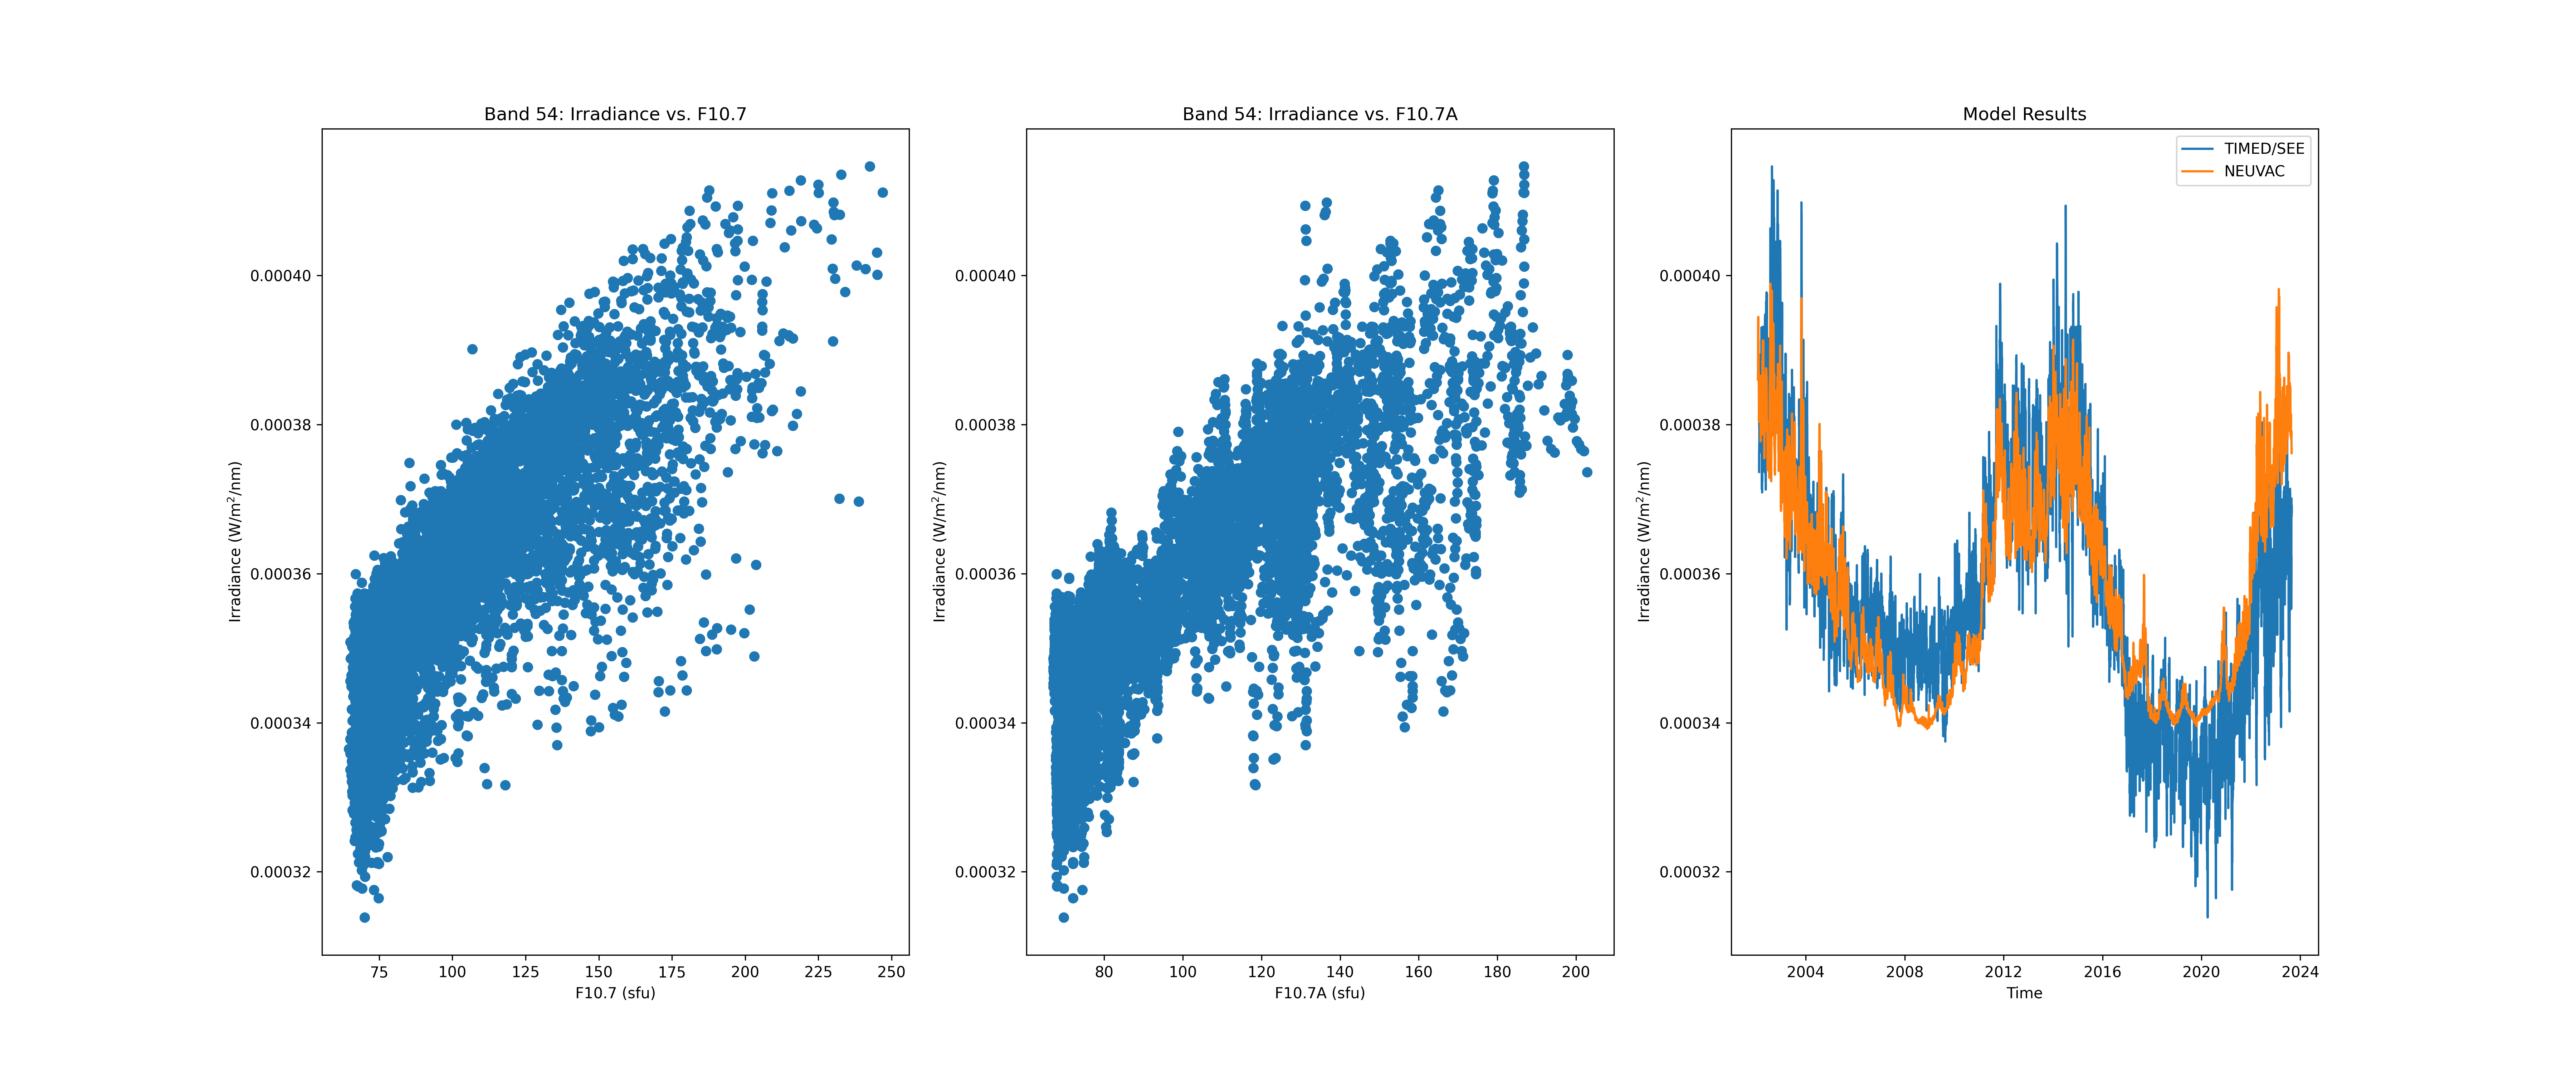 Band 54: Irradiance vs. F10.7
Irradiance (W/m²/nm)
0.00040
0.00038
0.00036
0.00034
0.00032
75 100 125 150 175 200 225 250
F10.7 (sfu)
Band 54: Irradiance vs. F10.7A
Irradiance (W/m²/nm)
0.00040
0.00038
0.00036
0.00034
0.00032
80 100 120 140 160 180 200
F10.7A (sfu)
Model Results
TIMED/SEE
NEUVAC
Irradiance (W/m²/nm)
0.00040
0.00038
0.00036
0.00034
0.00032
2004 2008 2012 2016 2020 2024
Time